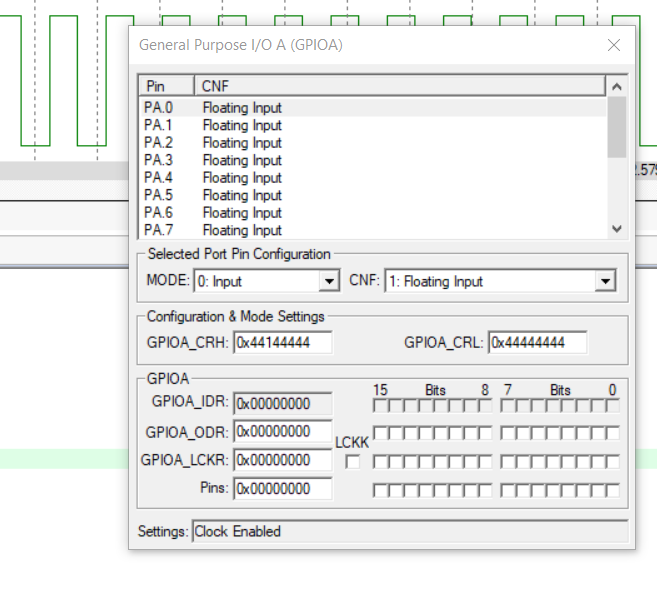 General Purpose I/O A (GPIOA)
Pin CNF
PA.0 Floating Input
PA.1 Floating Input
PA.2 Floating Input
PA.3 Floating Input
PA.4 Floating Input
PA.5 Floating Input
PA.6 Floating Input
PA.7 Floating Input
Selected Port Pin Configuration
MODE: 0: Input CNF: 1: Floating Input
Configuration & Mode Settings
GPIOA_CRH: 0x44144444 GPIOA_CRL: 0x44444444
GPIOA
15 Bits 8 7 Bits 0
GPIOA_IDR: 0x00000000
GPIOA_ODR: 0x00000000
LCKK
GPIOA_LCKR: 0x00000000
Pins: 0x00000000
Settings: Clock Enabled